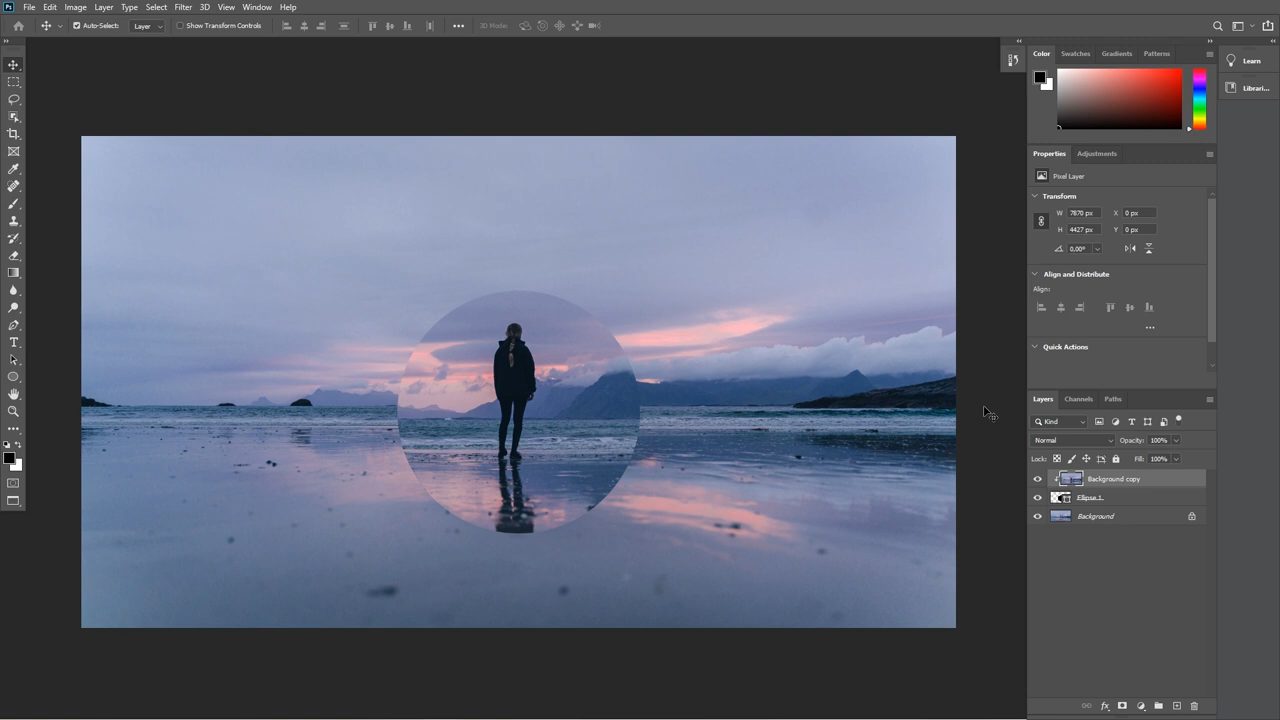 Ps File Edit Image Layer Type Select Filter 3D View Window Help
Auto-Select: Layer Show Transform Controls 3D Mode:
Color Swatches Gradients Patterns
Learn
Librari...
Properties Adjustments
Pixel Layer
Transform
W 7870 px X 0 px
H 4427 px Y 0 px
0,00°
Align and Distribute
Align:
Quick Actions
Layers Channels Paths
Kind
Normal Opacity: 100%
Lock: Fill: 100%
Background copy
Ellipse 1
Background